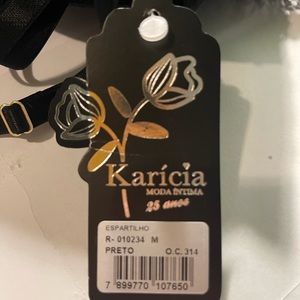 Karícia
MODA ÍNTIMA
25 anos
ESPARTILHO
R- 010234 M
PRETO O.C. 314
7 899770 107650